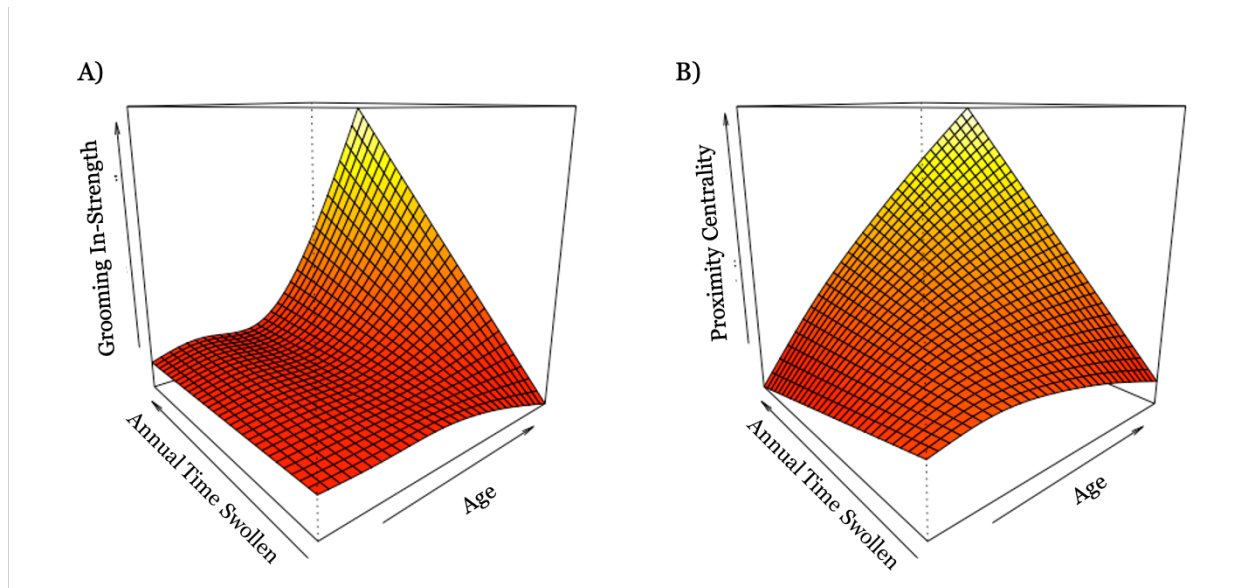 A)
Grooming In-Strength
Annual Time Swollen
Age
B)
Proximity Centrality
Annual Time Swollen
Age